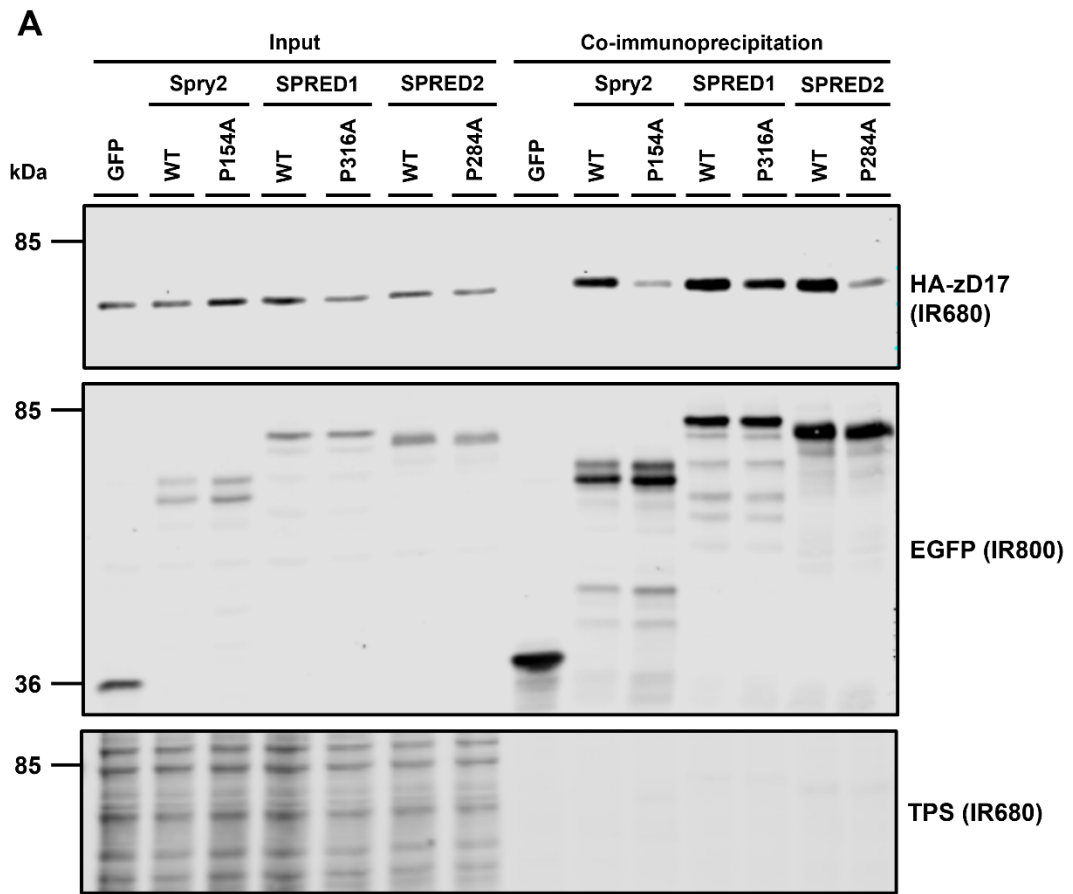 A
Input Co-immunoprecipitation
Spry2 SPRED1 SPRED2 Spry2 SPRED1 SPRED2
kDa GFP WT P154A WT P316A WT P284A GFP WT P154A WT P316A WT P284A
85
HA-zD17
(IR680)
85
EGFP (IR800)
36
85
TPS (IR680)